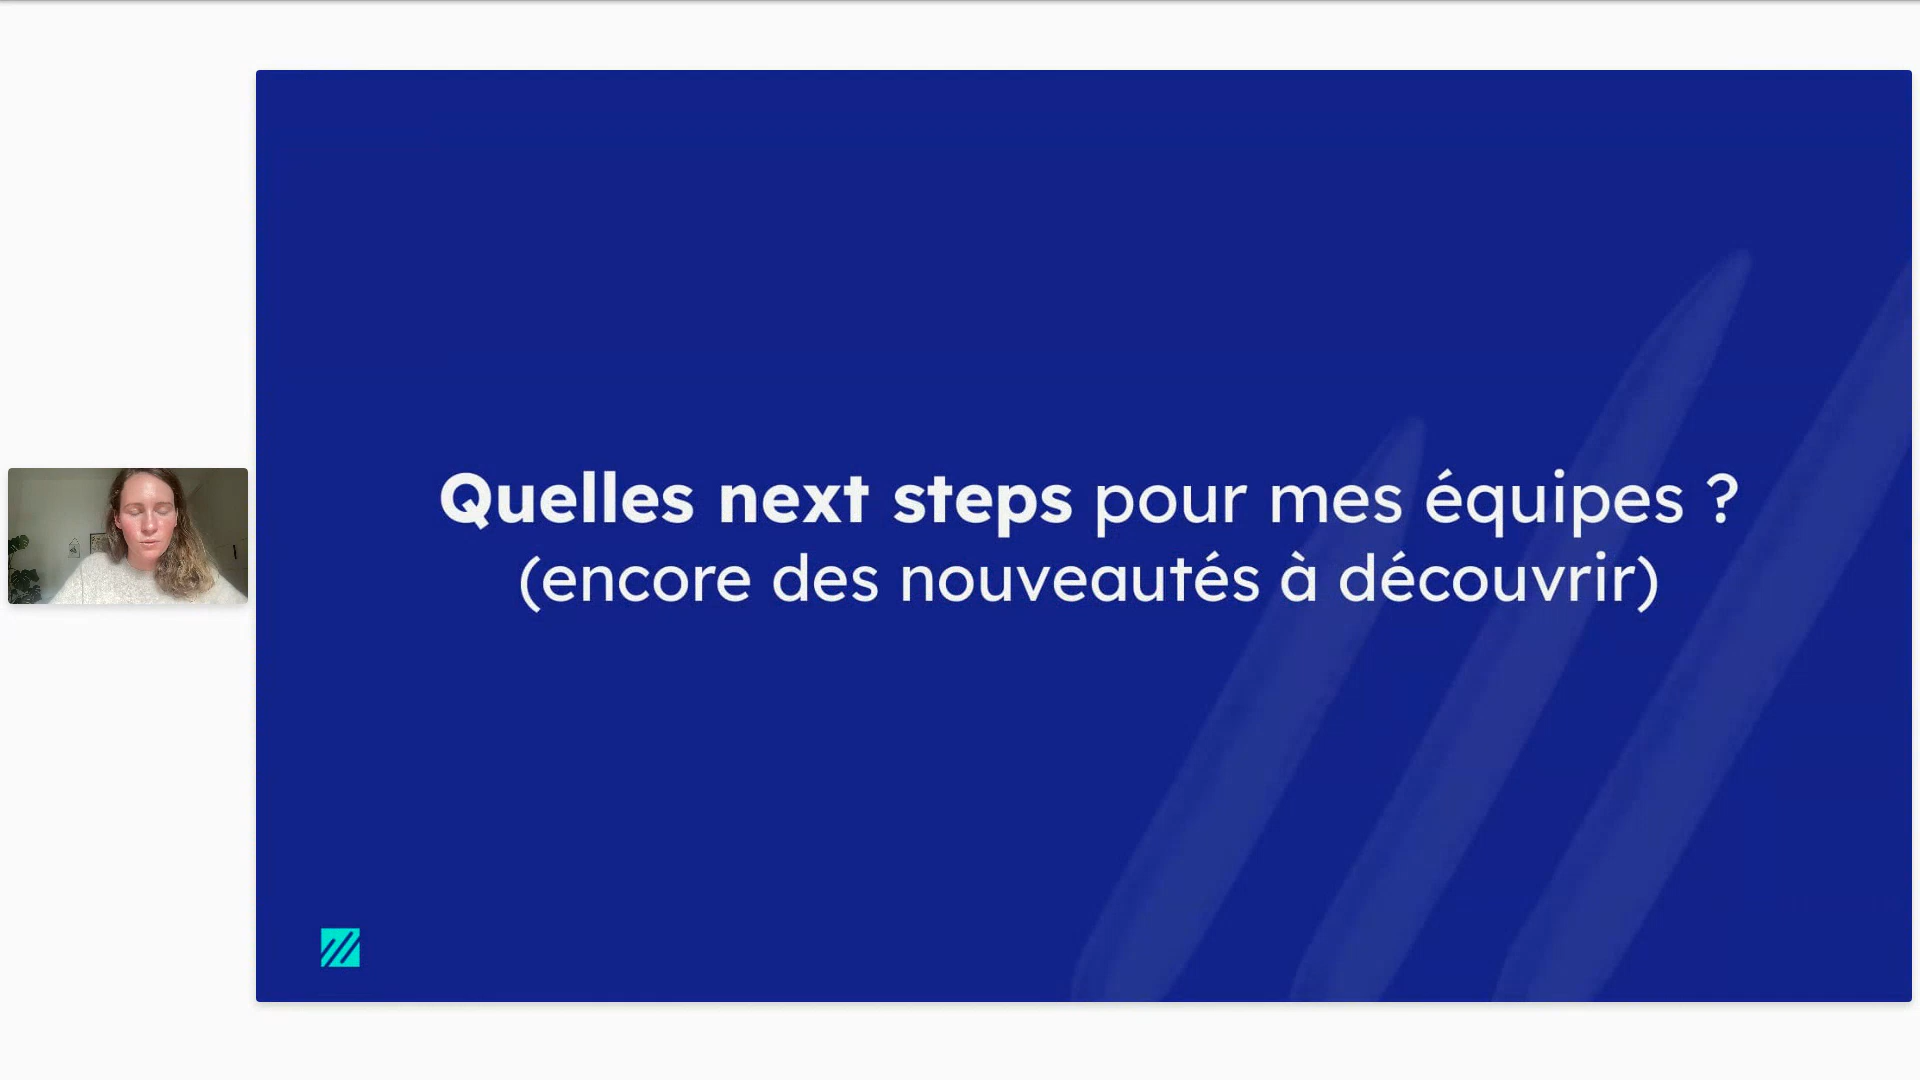 Quelles next steps pour mes équipes ?
(encore des nouveautés à découvrir)